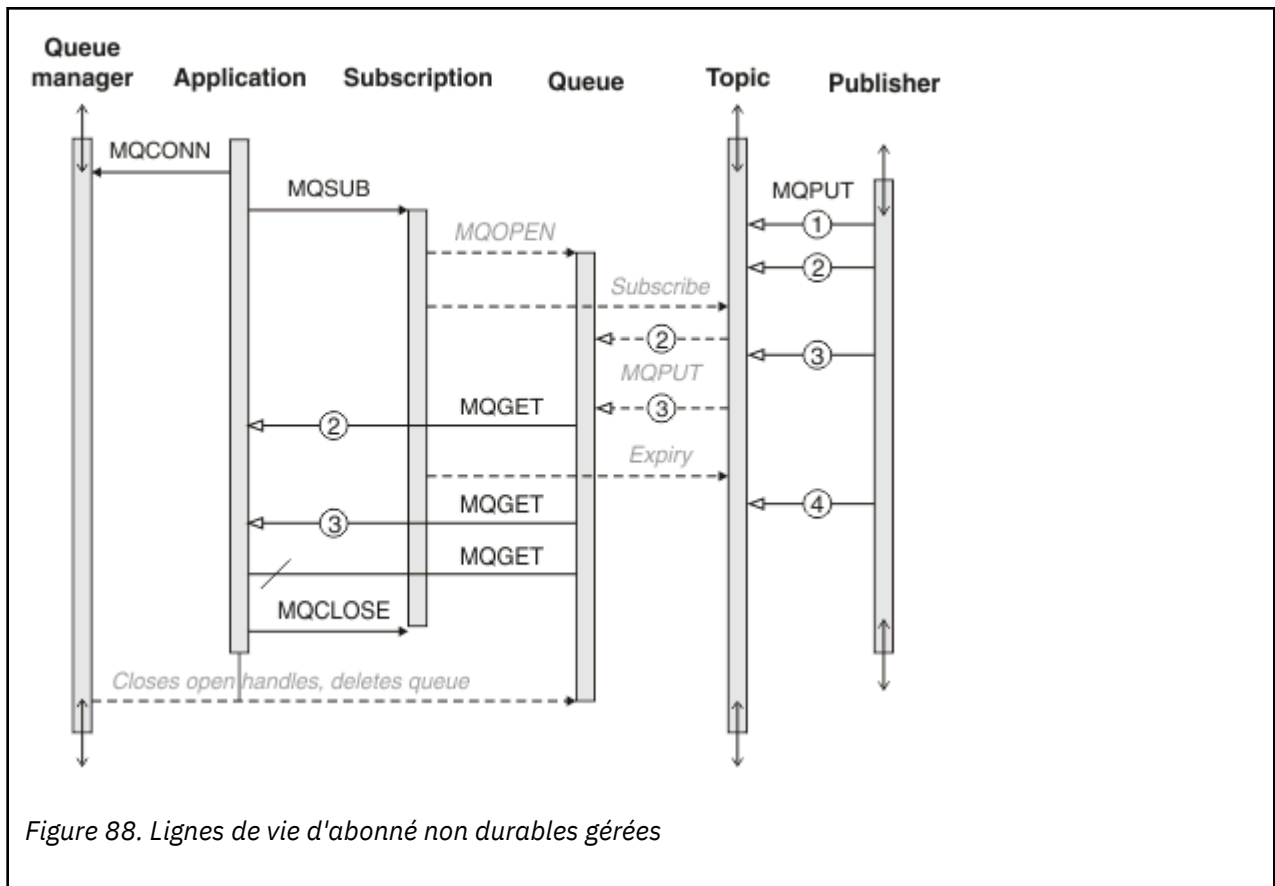 Queue
manager
Application
Subscription
Queue
Topic
Publisher
MQCONN
MQSUB
MQPUT
1
MQOPEN
2
Subscribe
2
3
MQPUT
3
MQGET
2
Expiry
4
MQGET
3
MQGET
MQCLOSE
Closes open handles, deletes queue
Figure 88. Lignes de vie d'abonné non durables gérées